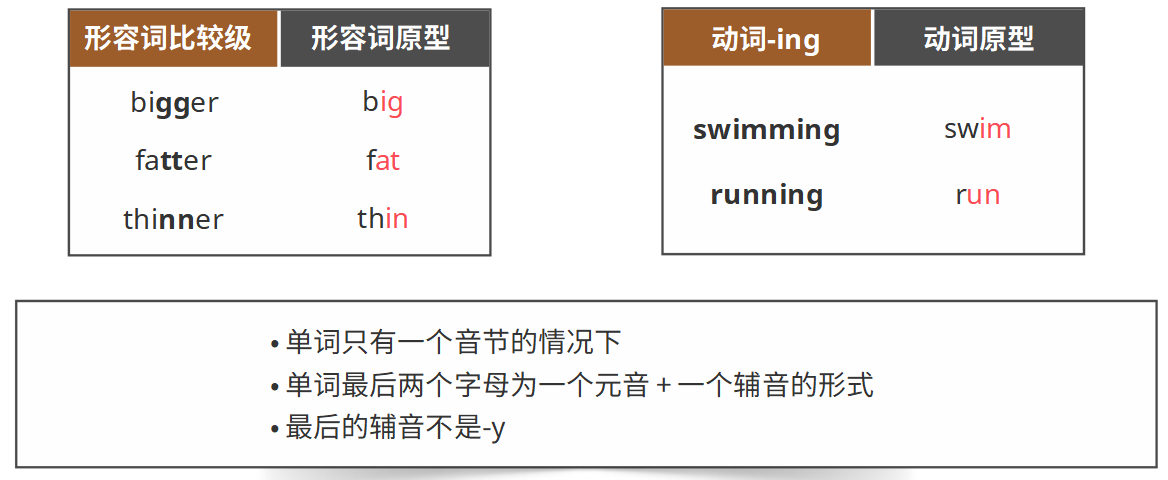 形容词比较级 形容词原型
bigger big
fatter fat
thinner thin
动词-ing 动词原型
swimming swim
running run
• 单词只有一个音节的情况下
• 单词最后两个字母为一个元音 + 一个辅音的形式
• 最后的辅音不是-y